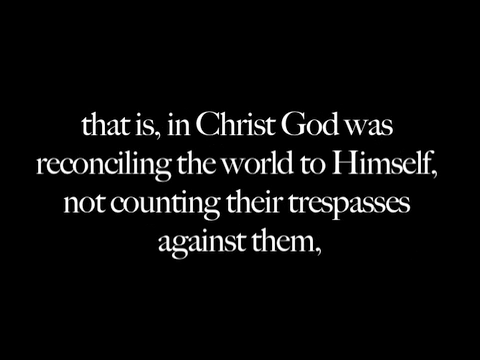 that is, in Christ God was
reconciling the world to Himself,
not counting their trespasses
against them,